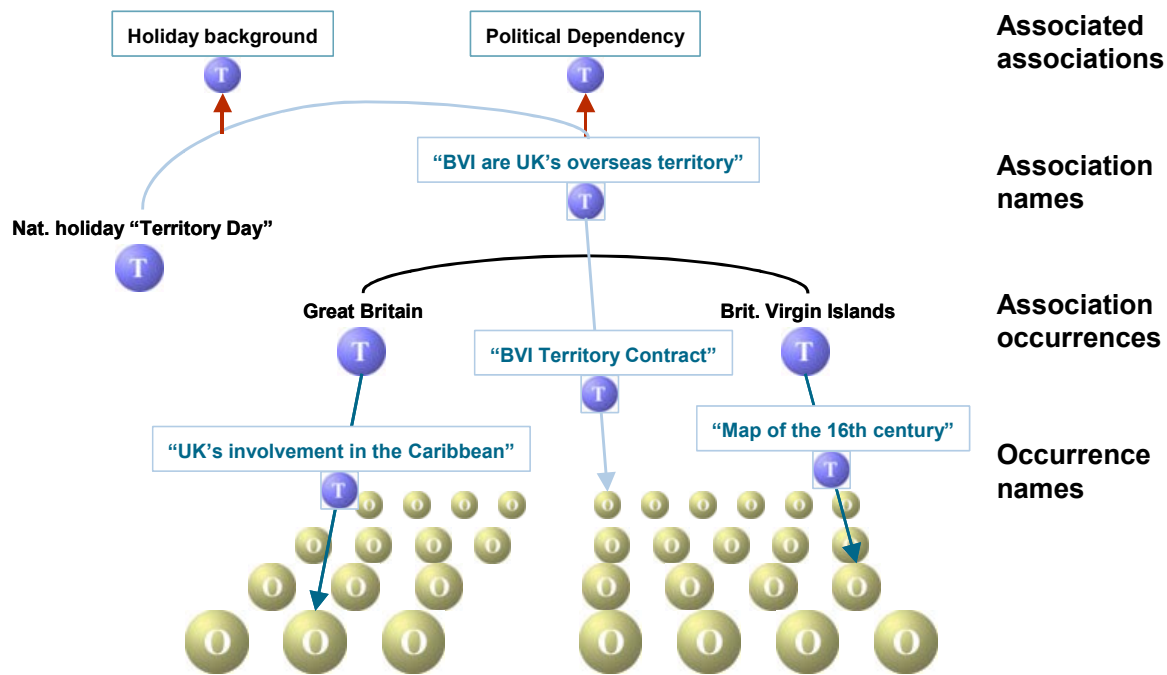 Holiday background
Political Dependency
Associated
associations
T
T
“BVI are UK’s overseas territory”
Association
names
T
Nat. holiday “Territory Day”
T
Great Britain
Brit. Virgin Islands
Association
occurrences
T
“BVI Territory Contract”
T
T
“UK’s involvement in the Caribbean”
“Map of the 16th century”
Occurrence
names
T
T
O O O O O O O O O O
O O O O O O O O
O O O O O O O
O O O O O O O